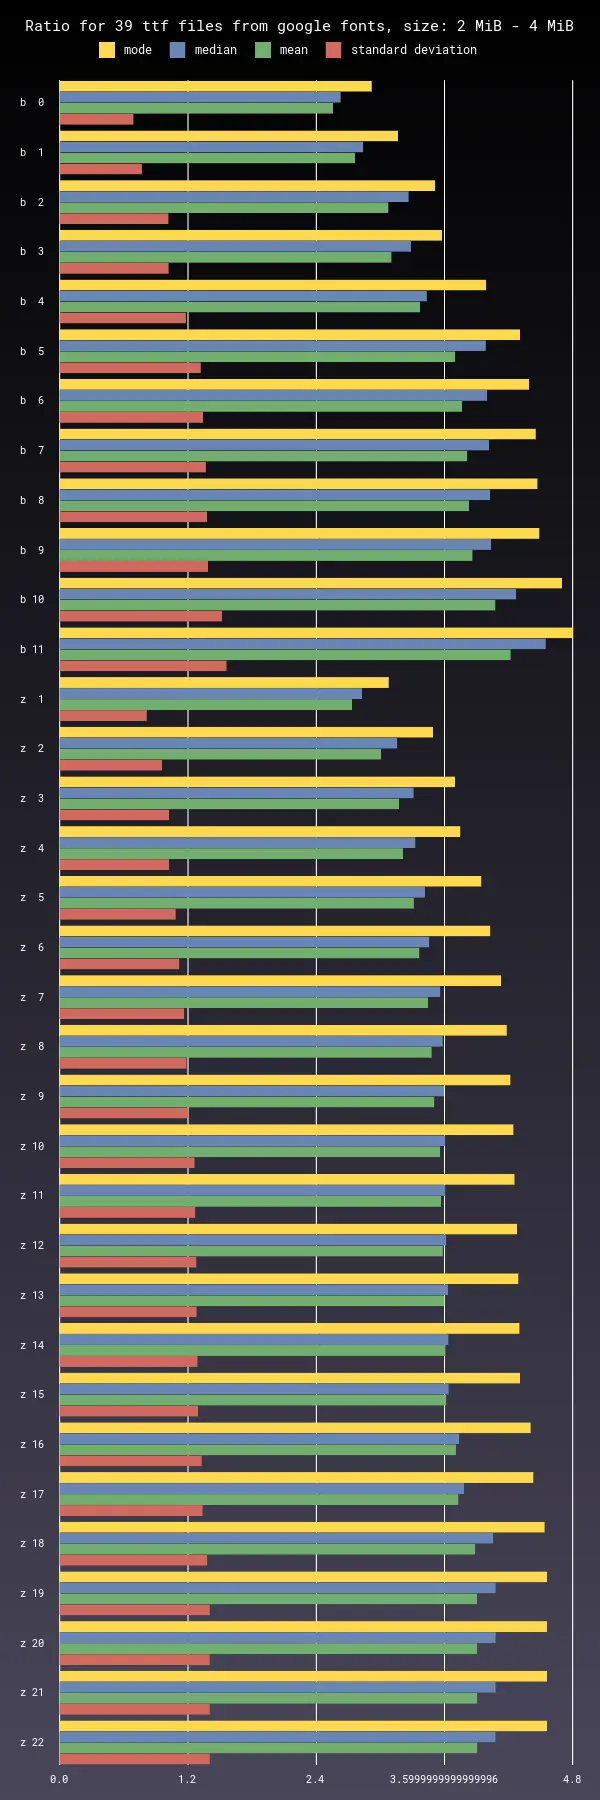 Ratio for 39 ttf files from google fonts, size: 2 MiB - 4 MiB
mode median mean standard deviation
b 0
b 1
b 2
b 3
b 4
b 5
b 6
b 7
b 8
b 9
b 10
b 11
z 1
z 2
z 3
z 4
z 5
z 6
z 7
z 8
z 9
z 10
z 11
z 12
z 13
z 14
z 15
z 16
z 17
z 18
z 19
z 20
z 21
z 22
0.0 1.2 2.4 3.5999999999999996 4.8